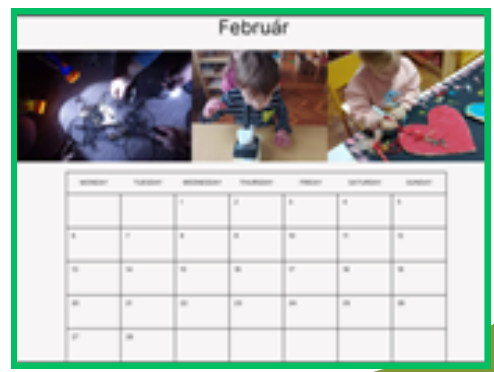 Február
MONDAY TUESDAY WEDNESDAY THURSDAY FRIDAY SATURDAY SUNDAY
1 2 3 4 5
6 7 8 9 10 11 12
13 14 15 16 17 18 19
20 21 22 23 24 25 26
27 28